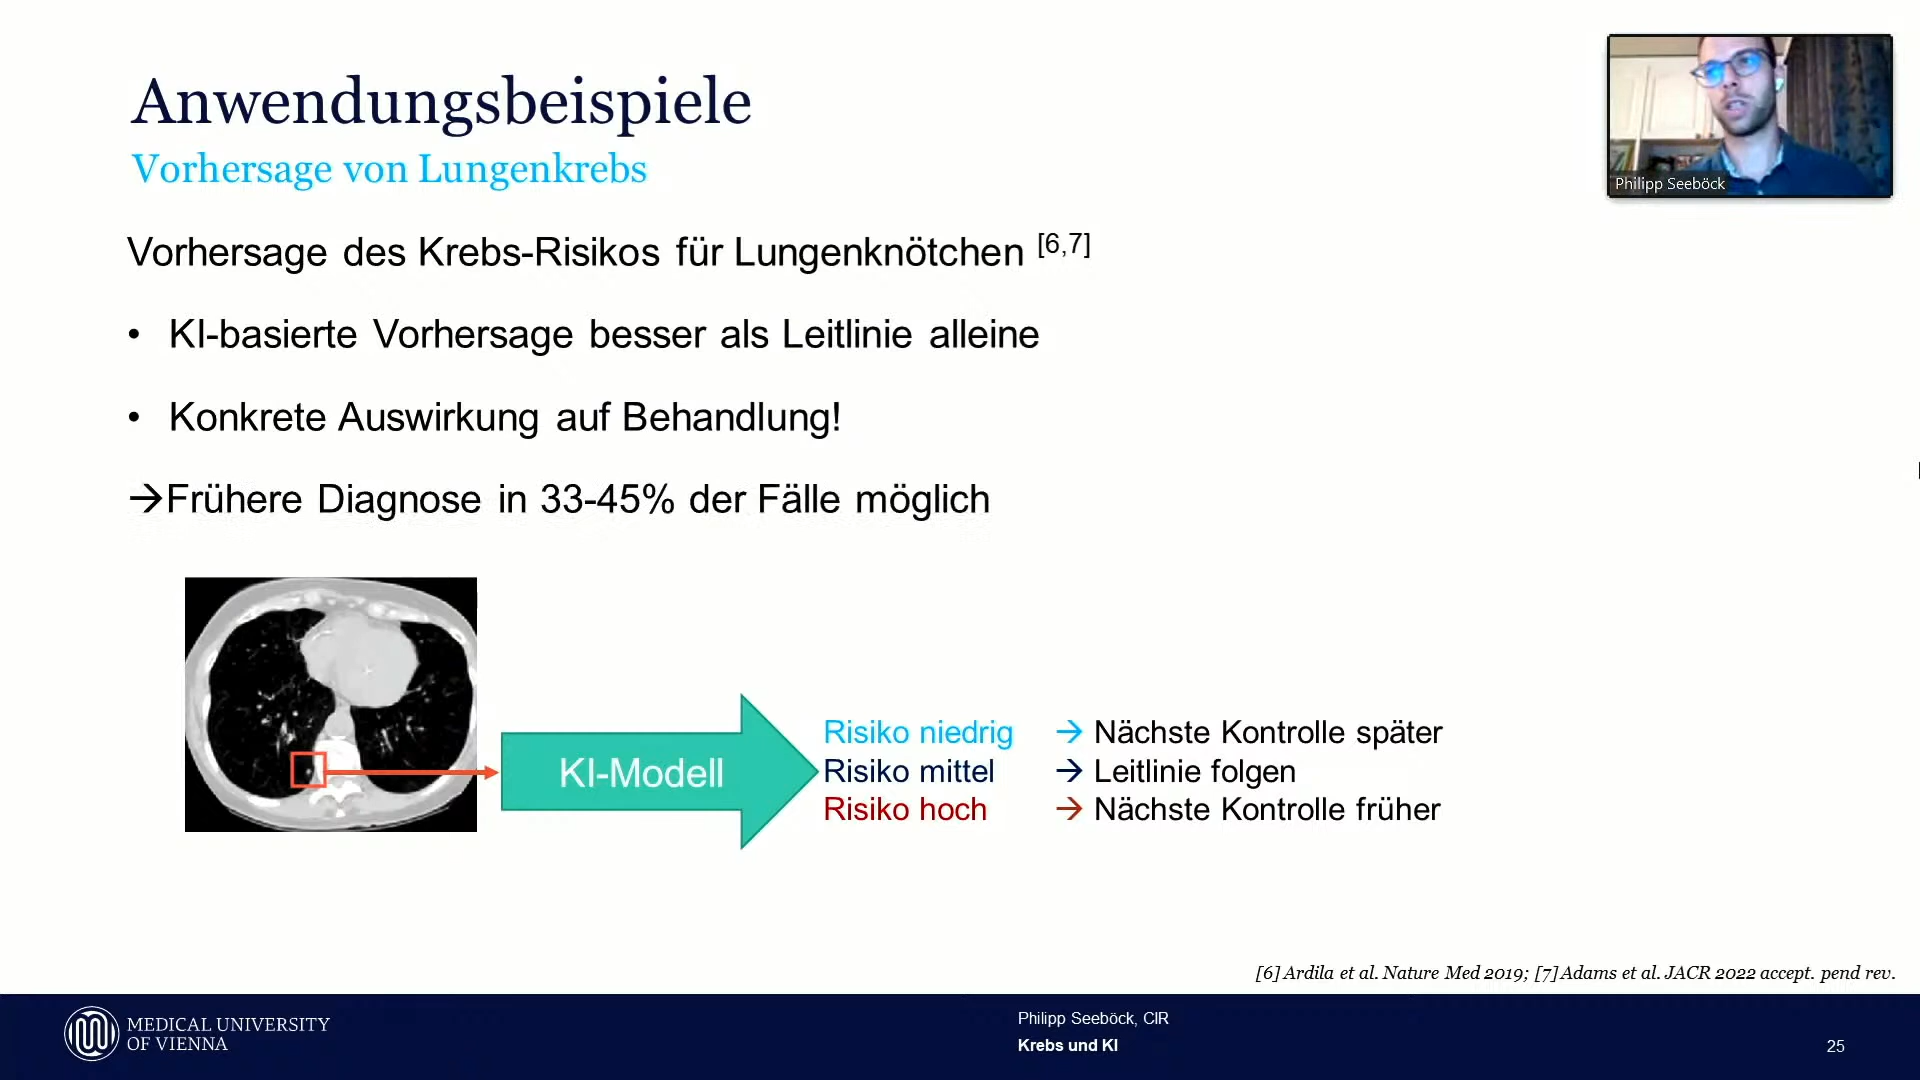 Anwendungsbeispiele
Vorhersage von Lungenkrebs
Philipp Seeböck
Vorhersage des Krebs-Risikos für Lungenknötchen [6,7]
• KI-basierte Vorhersage besser als Leitlinie alleine
• Konkrete Auswirkung auf Behandlung!
→Frühere Diagnose in 33-45% der Fälle möglich
KI-Modell
Risiko niedrig → Nächste Kontrolle später
Risiko mittel → Leitlinie folgen
Risiko hoch → Nächste Kontrolle früher
[6] Ardila et al. Nature Med 2019; [7] Adams et al. JACR 2022 accept. pend rev.
MEDICAL UNIVERSITY
OF VIENNA
Philipp Seeböck, CIR
Krebs und KI
25